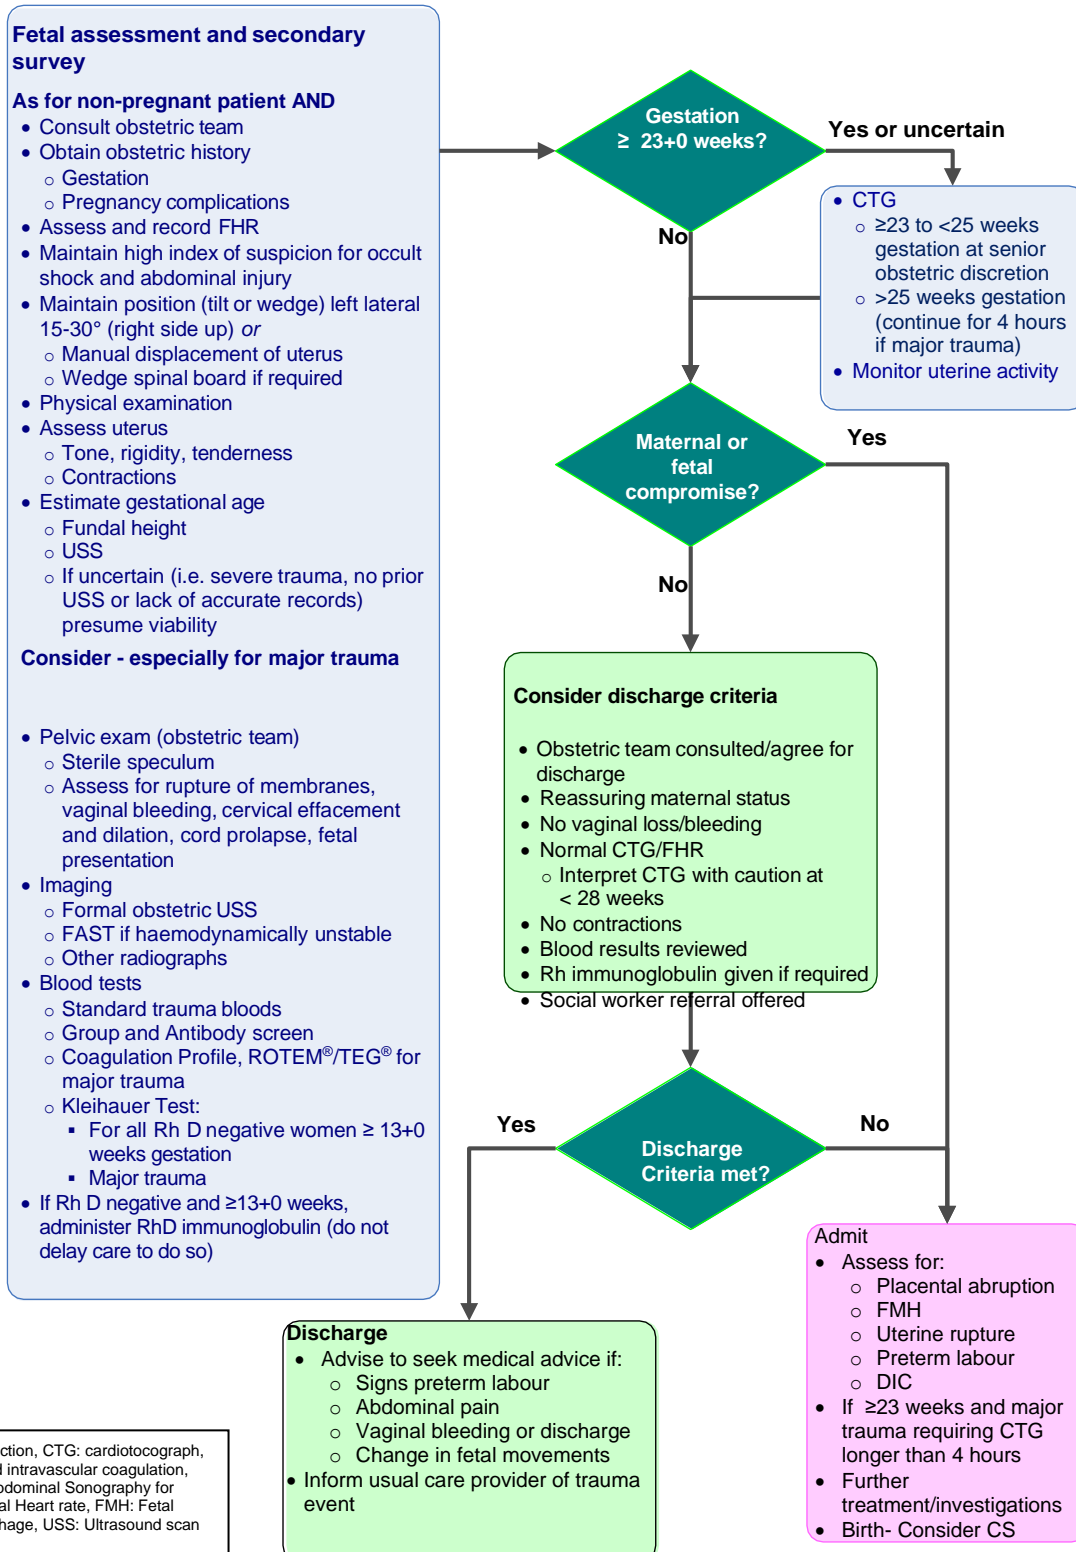 Fetal assessment and secondary
survey
As for non-pregnant patient AND
• Consult obstetric team
• Obtain obstetric history
o Gestation
o Pregnancy complications
• Assess and record FHR
• Maintain high index of suspicion for occult
shock and abdominal injury
• Maintain position (tilt or wedge) left lateral
15-30° (right side up) or
o Manual displacement of uterus
o Wedge spinal board if required
• Physical examination
• Assess uterus
o Tone, rigidity, tenderness
o Contractions
• Estimate gestational age
o Fundal height
o USS
o If uncertain (i.e. severe trauma, no prior
USS or lack of accurate records)
presume viability
Consider - especially for major trauma
• Pelvic exam (obstetric team)
o Sterile speculum
o Assess for rupture of membranes,
vaginal bleeding, cervical effacement
and dilation, cord prolapse, fetal
presentation
• Imaging
o Formal obstetric USS
o FAST if haemodynamically unstable
o Other radiographs
• Blood tests
o Standard trauma bloods
o Group and Antibody screen
o Coagulation Profile, ROTEM®/TEG® for
major trauma
o Kleihauer Test:
▪ For all Rh D negative women ≥ 13+0
weeks gestation
▪ Major trauma
• If Rh D negative and ≥13+0 weeks,
administer RhD immunoglobulin (do not
delay care to do so)
Gestation
≥ 23+0 weeks?
Yes or uncertain
No
• CTG
o ≥23 to <25 weeks
gestation at senior
obstetric discretion
o >25 weeks gestation
(continue for 4 hours
if major trauma)
• Monitor uterine activity
Maternal or
fetal
compromise?
Yes
No
Consider discharge criteria
• Obstetric team consulted/agree for
discharge
• Reassuring maternal status
• No vaginal loss/bleeding
• Normal CTG/FHR
o Interpret CTG with caution at
< 28 weeks
• No contractions
• Blood results reviewed
• Rh immunoglobulin given if required
• Social worker referral offered
Discharge
Criteria met?
Yes
No
Discharge
• Advise to seek medical advice if:
o Signs preterm labour
o Abdominal pain
o Vaginal bleeding or discharge
o Change in fetal movements
• Inform usual care provider of trauma
event
Admit
• Assess for:
o Placental abruption
o FMH
o Uterine rupture
o Preterm labour
o DIC
• If ≥23 weeks and major
trauma requiring CTG
longer than 4 hours
• Further
treatment/investigations
• Birth- Consider CS
ction, CTG: cardiotocograph,
d intravascular coagulation,
odominal Sonography for
al Heart rate, FMH: Fetal
hage, USS: Ultrasound scan